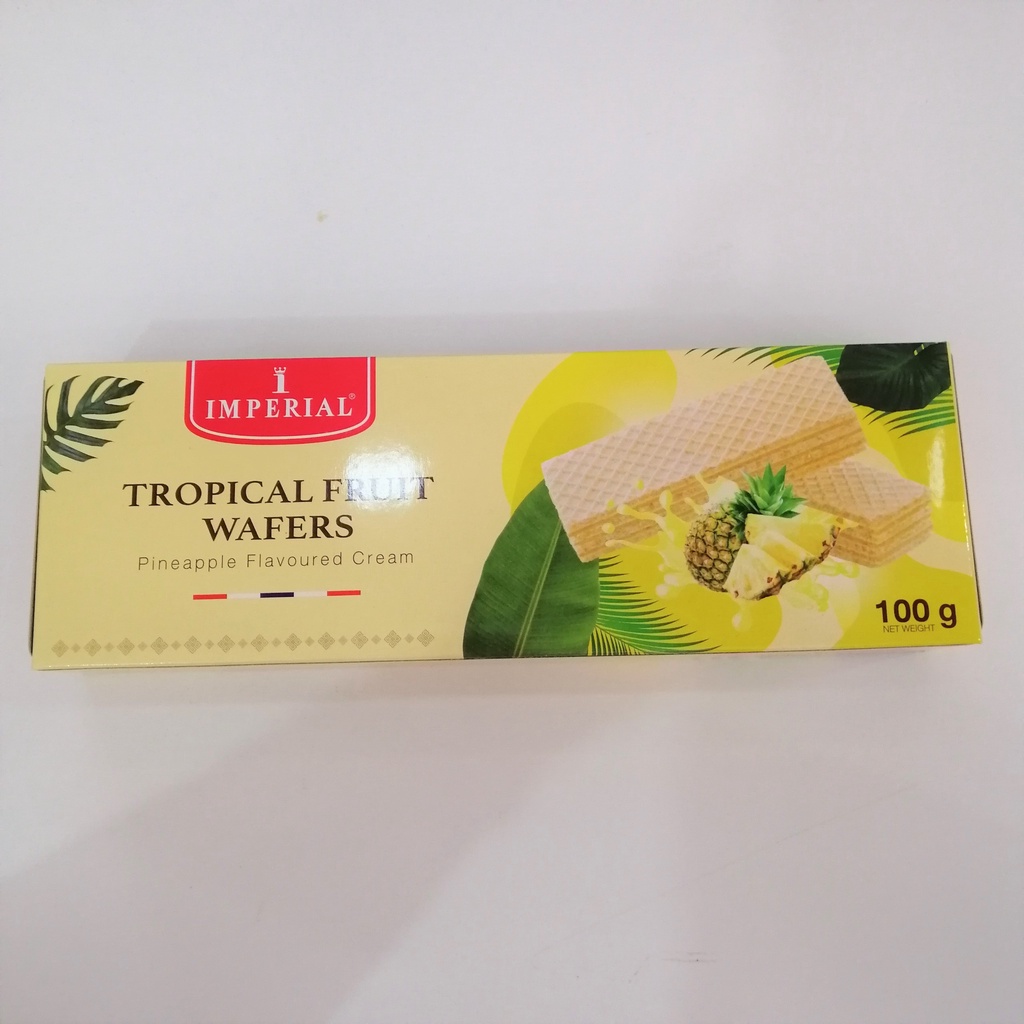 IMPERIAL®
TROPICAL FRUIT
WAFERS
Pineapple Flavoured Cream
100 g
NET WEIGHT